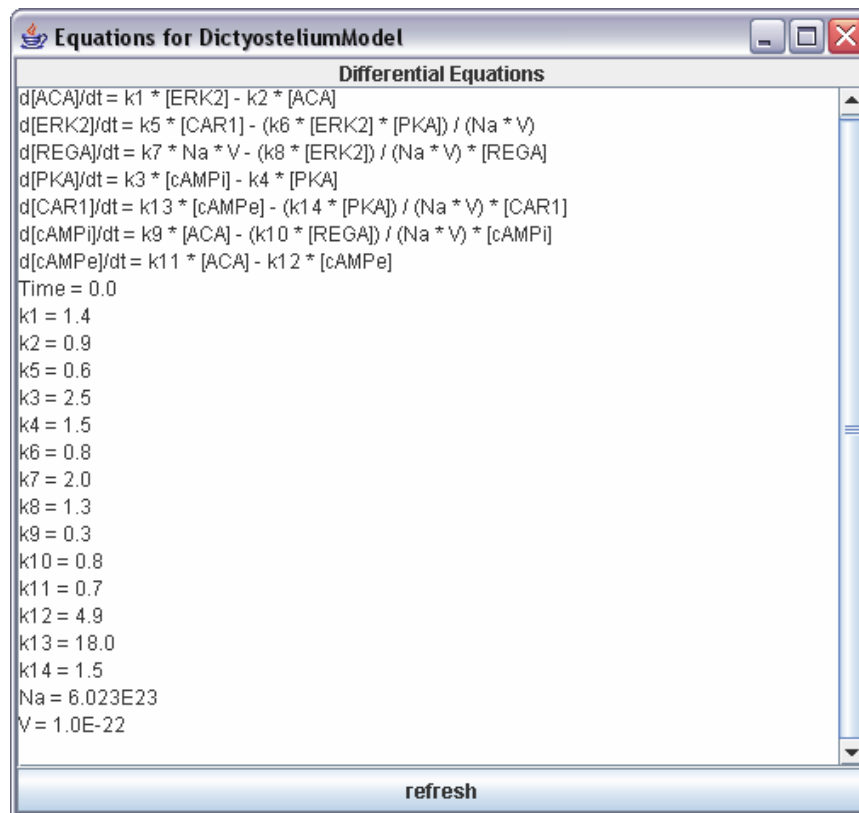 Equations for DictyosteliumModel
Differential Equations
d[ACA]/dt = k1 * [ERK2] - k2 * [ACA]
d[ERK2]/dt = k5 * [CAR1] - (k6 * [ERK2] * [PKA]) / (Na * V)
d[REGA]/dt = k7 * Na * V - (k8 * [ERK2]) / (Na * V) * [REGA]
d[PKA]/dt = k3 * [cAMPi] - k4 * [PKA]
d[CAR1]/dt = k13 * [cAMPe] - (k14 * [PKA]) / (Na * V) * [CAR1]
d[cAMPi]/dt = k9 * [ACA] - (k10 * [REGA]) / (Na * V) * [cAMPi]
d[cAMPe]/dt = k11 * [ACA] - k12 * [cAMPe]
Time = 0.0
k1 = 1.4
k2 = 0.9
k5 = 0.6
k3 = 2.5
k4 = 1.5
k6 = 0.8
k7 = 2.0
k8 = 1.3
k9 = 0.3
k10 = 0.8
k11 = 0.7
k12 = 4.9
k13 = 18.0
k14 = 1.5
Na = 6.023E23
V = 1.0E-22
refresh